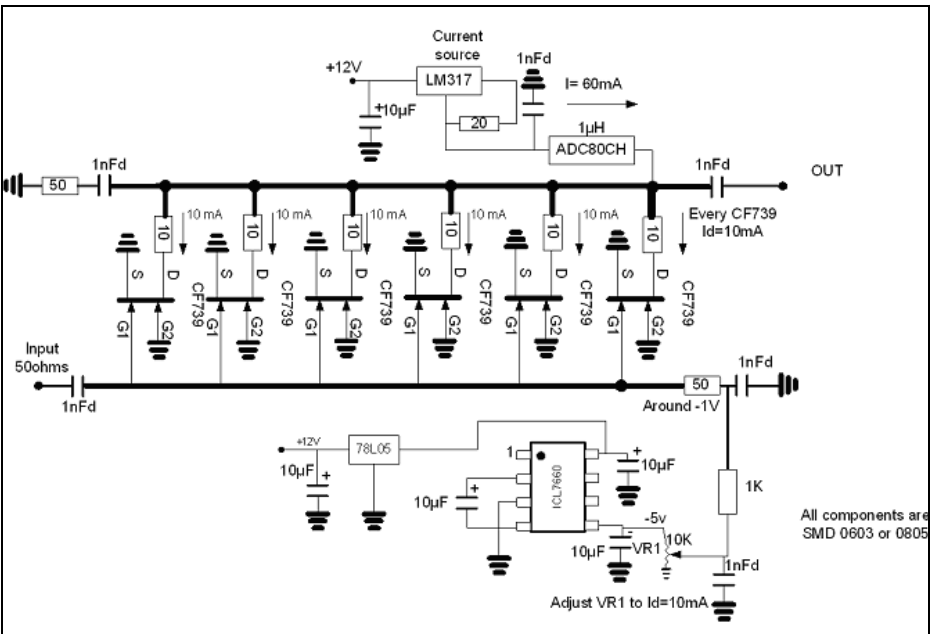 Current
source
1nFd
+12V
LM317
I= 60mA
+
10µF
20
1µH
ADC80CH
1nFd
1nFd
OUT
50
Every CF739
Id=10mA
10 mA
10 mA
10 mA
10 mA
10 mA
10
10
10
10
10
10
S
D
S
D
S
D
S
D
S
D
S
D
CF739
CF739
CF739
CF739
CF739
CF739
G1
G2
G1
G2
G1
G2
G1
G2
G1
G2
G1
G2
Input
50ohms
1nFd
50
1nFd
Around -1V
+12V
78L05
1
+
10µF
+
10µF
+
10µF
ICL7660
1K
All components are
SMD 0603 or 0805
-5v
-
10µF
VR1
10K
1nFd
Adjust VR1 to Id=10mA